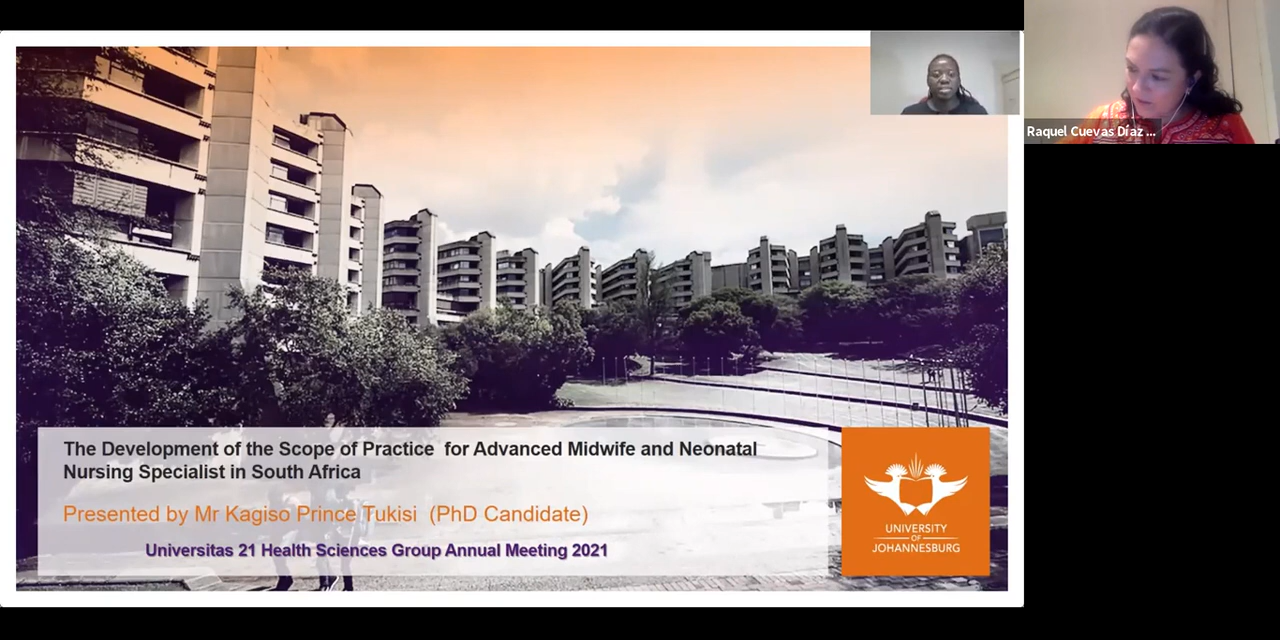 Raquel Cuevas Díaz ...
The Development of the Scope of Practice for Advanced Midwife and Neonatal
Nursing Specialist in South Africa
Presented by Mr Kagiso Prince Tukisi (PhD Candidate)
Universitas 21 Health Sciences Group Annual Meeting 2021
UNIVERSITY
OF
JOHANNESBURG